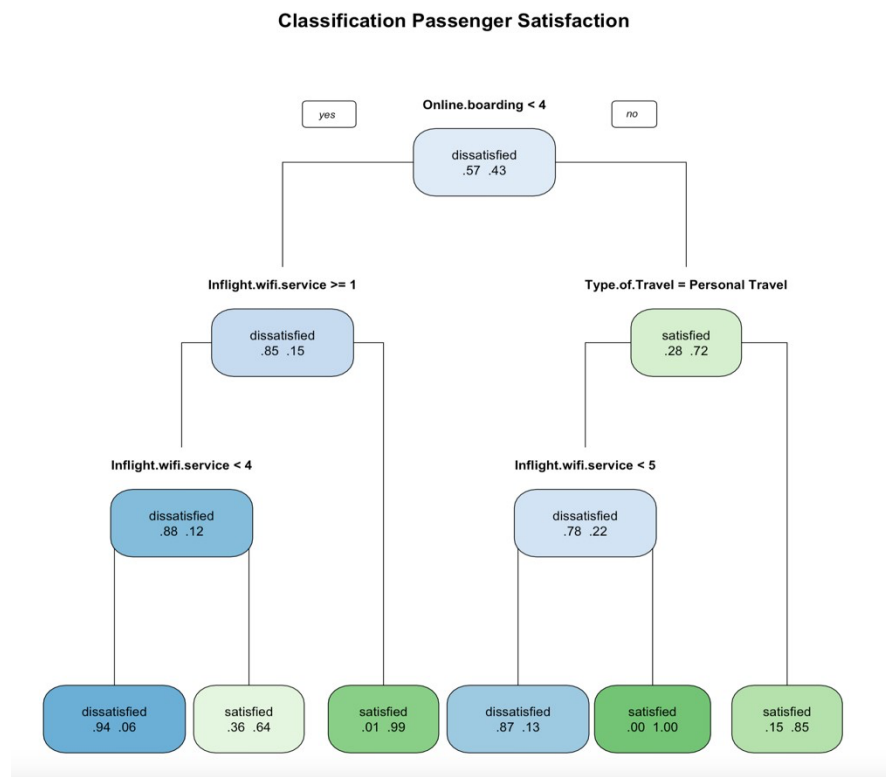 Classification Passenger Satisfaction
Online.boarding < 4
yes
no
dissatisfied
.57 .43
Inflight.wifi.service >= 1
Type.of.Travel = Personal Travel
dissatisfied
.85 .15
satisfied
.28 .72
Inflight.wifi.service < 4
Inflight.wifi.service < 5
dissatisfied
.88 .12
dissatisfied
.78 .22
dissatisfied
.94 .06
satisfied
.36 .64
satisfied
.01 .99
dissatisfied
.87 .13
satisfied
.00 1.00
satisfied
.15 .85